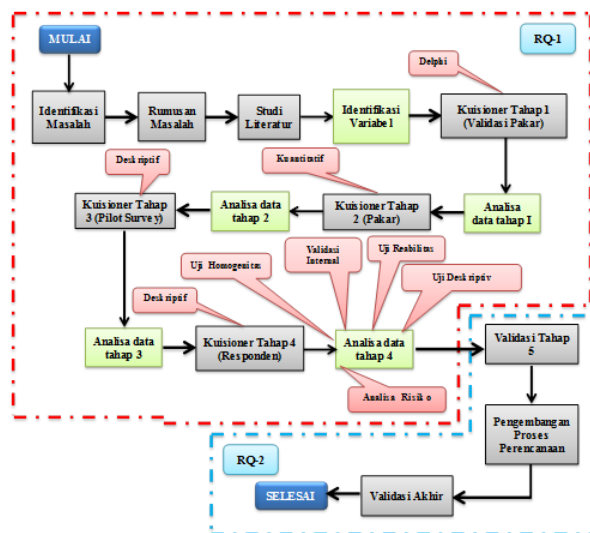 MULAI
RQ-1
Delphi
Identifikasi
Masalah
Rumusan
Masalah
Studi
Literatur
Identifikasi
Variabel
Kuisioner Tahap 1
(Validasi Pakar)
Deskriptif
Kuantitatif
Kuisioner Tahap
3 (Pilot Survey)
Analisa data
tahap 2
Kuisioner Tahap
2 (Pakar)
Analisa
data tahap I
Uji Homogenitas
Validasi
Internal
Uji Reabilitas
Uji Deskriptiv
Deskriptif
Analisa data
tahap 3
Kuisioner Tahap 4
(Responden)
Analisa data
tahap 4
Validasi Tahap
5
Analisa Risiko
Pengembangan
Proses
Perencanaan
RQ-2
SELESAI
Validasi Akhir